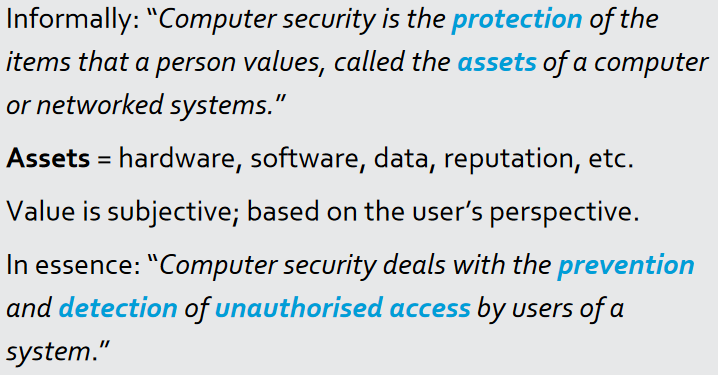 Informally: “Computer security is the protection of the
items that a person values, called the assets of a computer
or networked systems.”
Assets = hardware, software, data, reputation, etc.
Value is subjective; based on the user’s perspective.
In essence: “Computer security deals with the prevention
and detection of unauthorised access by users of a
system.”